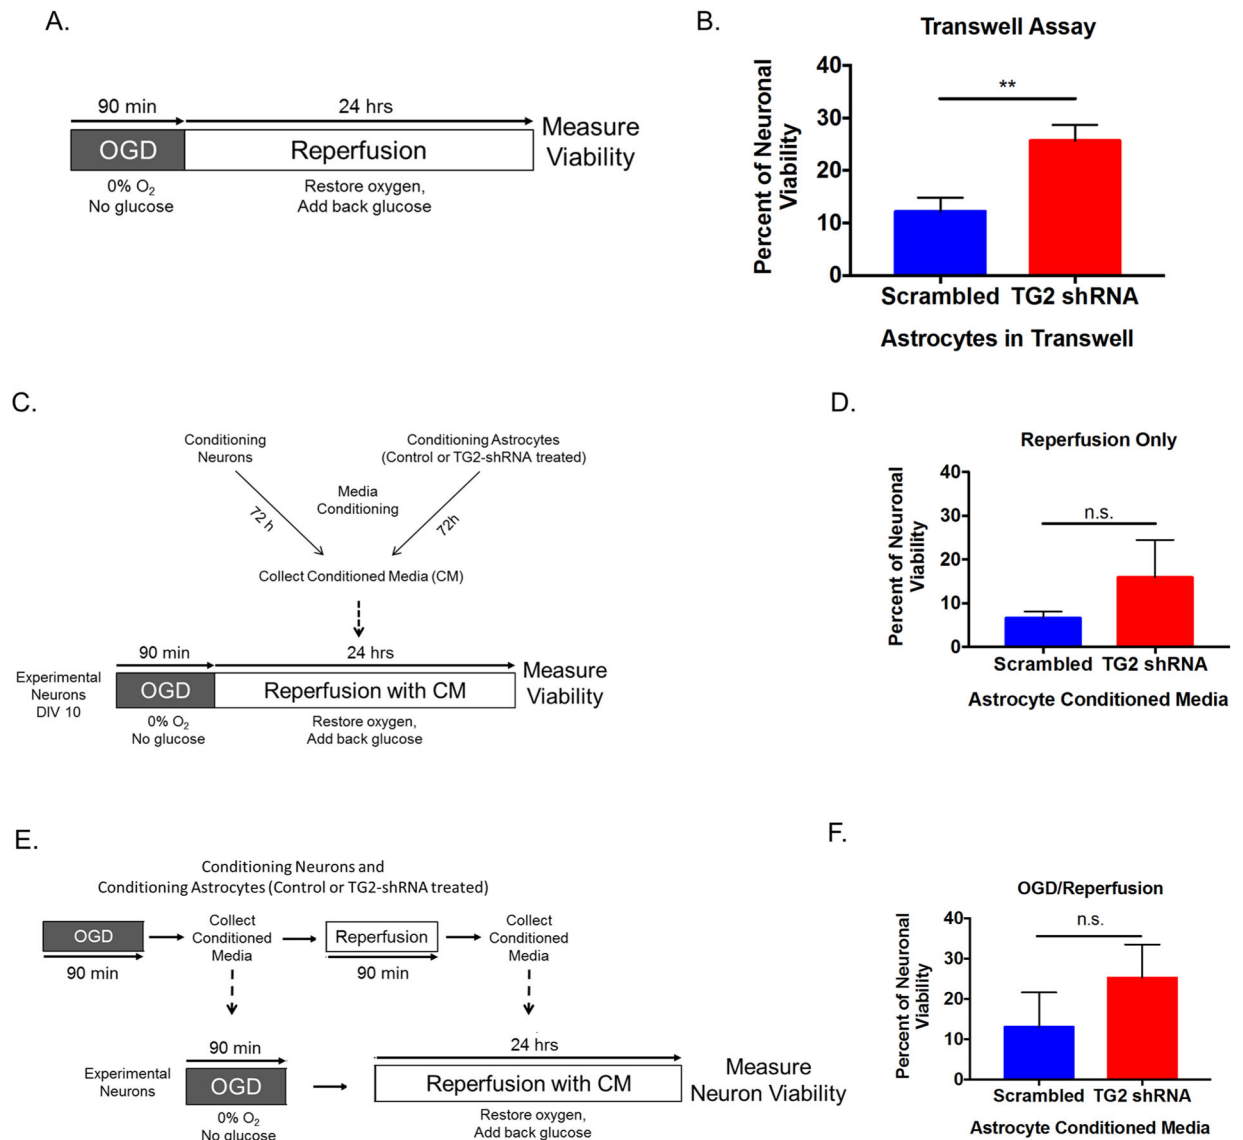 A.
90 min
24 hrs
OGD
Reperfusion
Measure
Viability
0% O2
No glucose
Restore oxygen,
Add back glucose
B.
Transwell Assay
Percent of Neuronal
Viability
40
30
20
10
0
**
Scrambled
TG2 shRNA
Astrocytes in Transwell
C.
Conditioning
Neurons
Conditioning Astrocytes
(Control or TG2-shRNA treated)
Media
Conditioning
72 h
72h
Collect Conditioned Media (CM)
90 min
24 hrs
Experimental
Neurons
DIV 10
OGD
Reperfusion with CM
Measure
Viability
0% O2
No glucose
Restore oxygen,
Add back glucose
D.
Reperfusion Only
Percent of Neuronal
Viability
40
30
20
10
0
n.s.
Scrambled
TG2 shRNA
Astrocyte Conditioned Media
E.
Conditioning Neurons and
Conditioning Astrocytes (Control or TG2-shRNA treated)
OGD
90 min
Collect
Conditioned
Media
Reperfusion
90 min
Collect
Conditioned
Media
90 min
24 hrs
Experimental
Neurons
OGD
Reperfusion with CM
Measure
Neuron Viability
0% O2
No glucose
Restore oxygen,
Add back glucose
F.
OGD/Reperfusion
Percent of Neuronal
Viability
40
30
20
10
0
n.s.
Scrambled
TG2 shRNA
Astrocyte Conditioned Media